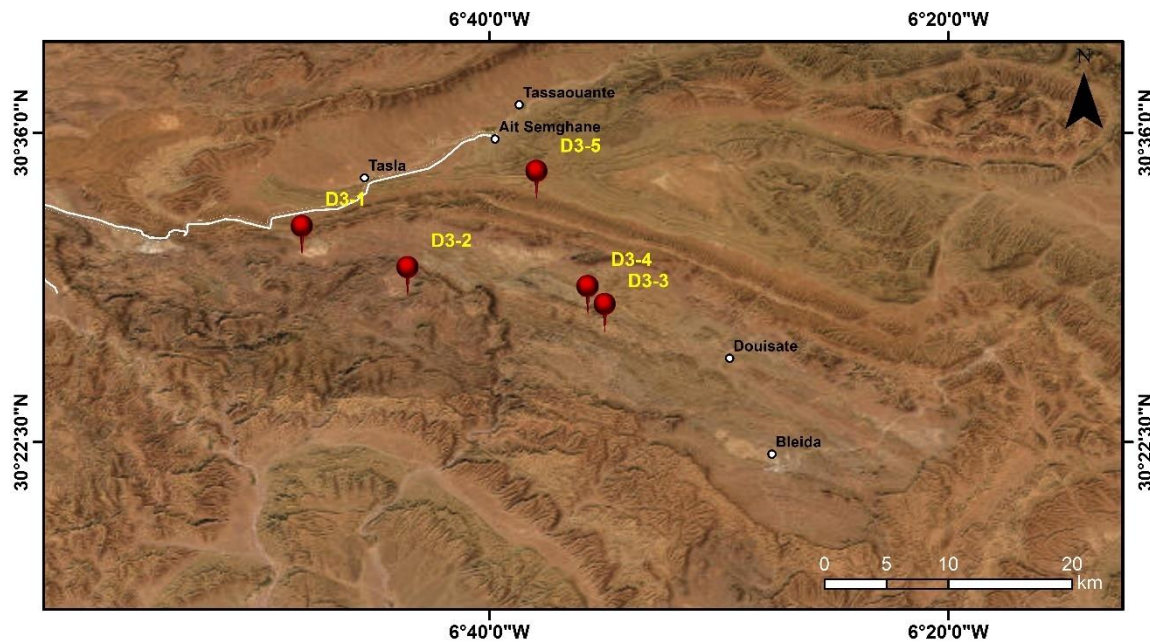 6°40'0"W
6°20'0"W
N
Tassaouante
30°36'0"N
Ait Semghane
30°36'0"N
D3-5
Tasla
D3-1
D3-2
D3-4
D3-3
Douisate
30°22'30"N
Bleida
30°22'30"N
0 5 10 20
km
6°40'0"W
6°20'0"W